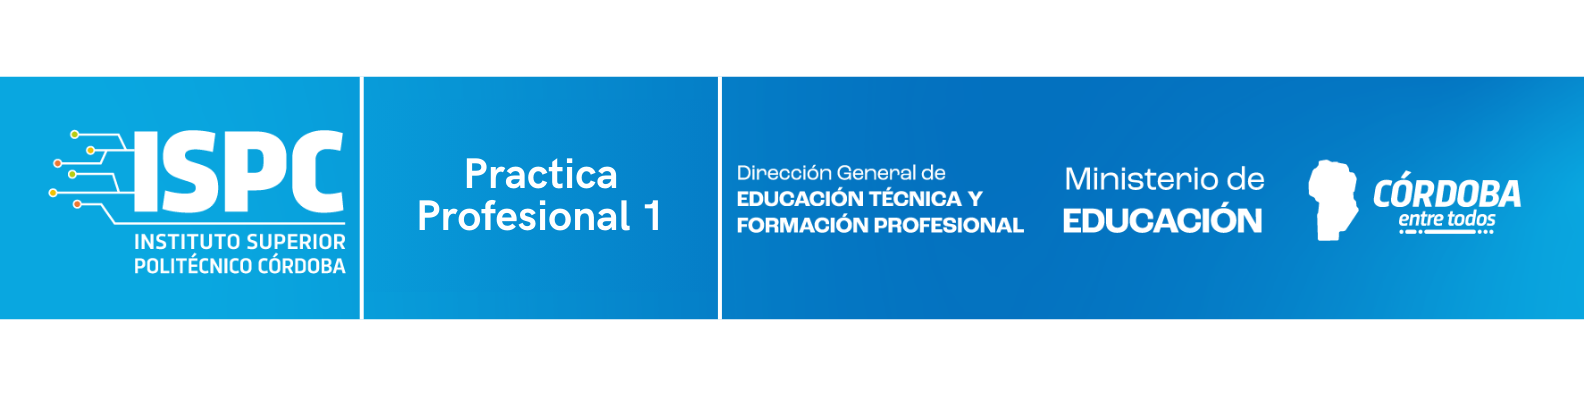 ISPC
INSTITUTO SUPERIOR
POLITÉCNICO CÓRDOBA
Practica
Profesional 1
Dirección General de
EDUCACIÓN TÉCNICA Y
FORMACIÓN PROFESIONAL
Ministerio de
EDUCACIÓN
CÓRDOBA
entre todos